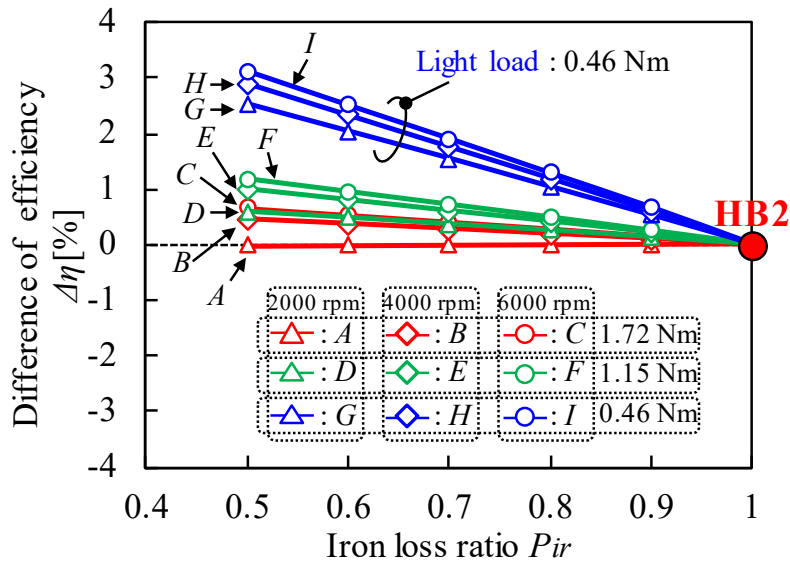 4
3
2
1
0
-1
-2
-3
-4
Difference of efficiency
Δη[%]
I
H
G
E
F
C
D
B
A
Light load : 0.46 Nm
HB2
2000 rpm 4000 rpm 6000 rpm
: A : B : C 1.72 Nm
: D : E : F 1.15 Nm
: G : H : I 0.46 Nm
0.4 0.5 0.6 0.7 0.8 0.9 1
Iron loss ratio Pir